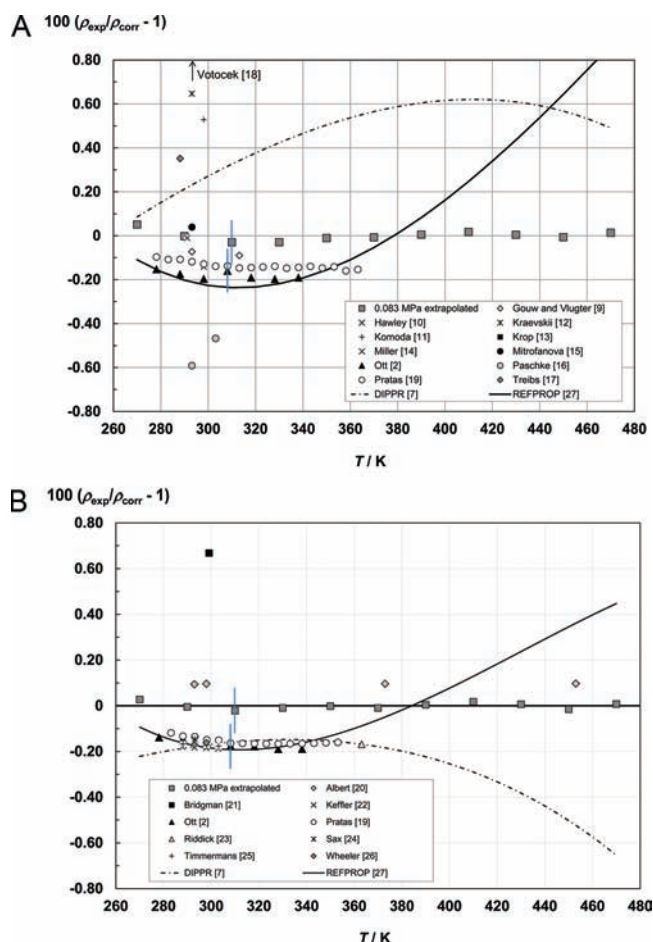 A
100 (ρexp/ρcorr - 1)
0.80
0.60
0.40
0.20
0
-0.20
-0.40
-0.60
-0.80
Votocek [18]
0.083 MPa extrapolated
Gouw and Vlugter [9]
Hawley [10]
Kraevskii [12]
Komoda [11]
Krop [13]
Miller [14]
Mitrofanova [15]
Ott [2]
Paschke [16]
Pratas [19]
Treibs [17]
DIPPR [7]
REFPROP [27]
260 280 300 320 340 360 380 400 420 440 460 480
T / K
B
100 (ρexp/ρcorr - 1)
0.80
0.60
0.40
0.20
0.00
-0.20
-0.40
-0.60
-0.80
0.083 MPa extrapolated
Albert [20]
Bridgman [21]
Keffler [22]
Ott [2]
Pratas [19]
Riddick [23]
Sax [24]
Timmermans [25]
Wheeler [26]
DIPPR [7]
REFPROP [27]
260 280 300 320 340 360 380 400 420 440 460 480
T / K